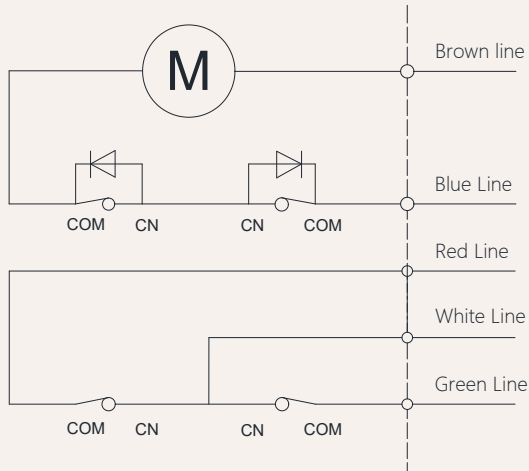 Brown line
M
Blue Line
COM CN CN COM
Red Line
White Line
Green Line
COM CN CN COM